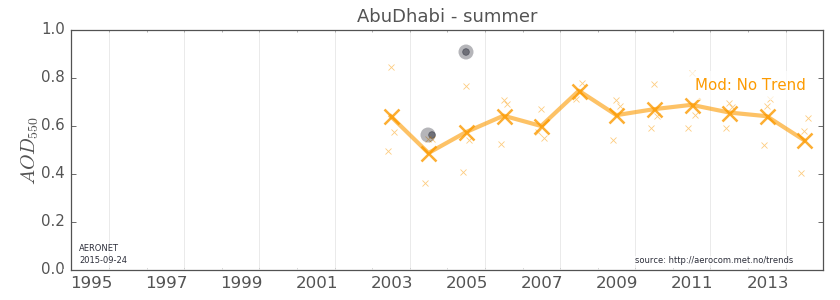 AbuDhabi - summer
1.0
0.8
0.6
0.4
0.2
0.0
AOD550
Mod: No Trend
AERONET
2015-09-24
source: http://aerocom.met.no/trends
1995 1997 1999 2001 2003 2005 2007 2009 2011 2013